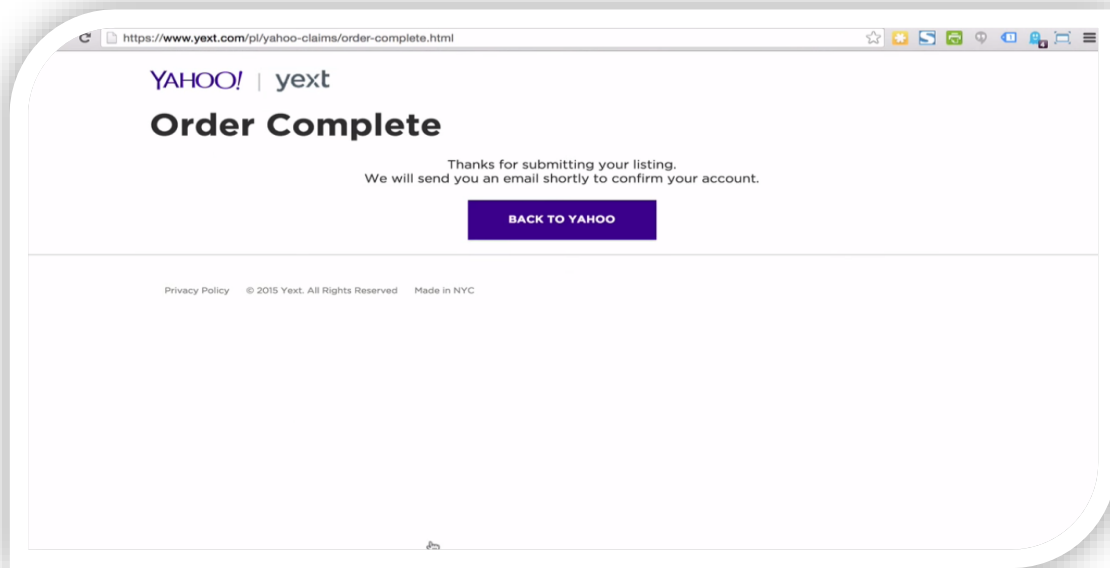 https://www.yext.com/pl/yahoo-claims/order-complete.html
YAHOO! | yext
Order Complete
Thanks for submitting your listing.
We will send you an email shortly to confirm your account.
BACK TO YAHOO
Privacy Policy © 2015 Yext. All Rights Reserved Made in NYC